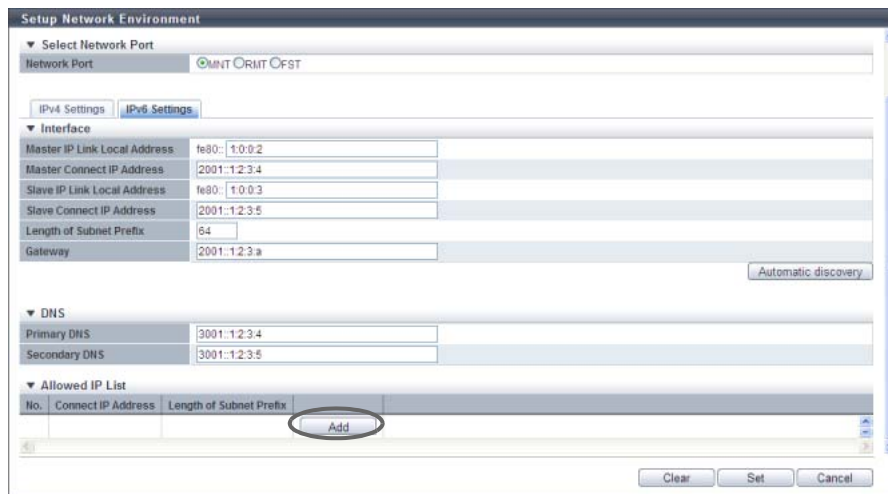 Setup Network Environment
▼ Select Network Port
Network Port MNT RMT FST
IPv4 Settings IPv6 Settings
▼ Interface
Master IP Link Local Address fe80:: 1:0:0:2
Master Connect IP Address 2001::1:2:3:4
Slave IP Link Local Address fe80:: 1:0:0:3
Slave Connect IP Address 2001::1:2:3:5
Length of Subnet Prefix 64
Gateway 2001::1:2:3:a
Automatic discovery
▼ DNS
Primary DNS 3001::1:2:3:4
Secondary DNS 3001::1:2:3:5
▼ Allowed IP List
No. Connect IP Address Length of Subnet Prefix
Add
Clear Set Cancel